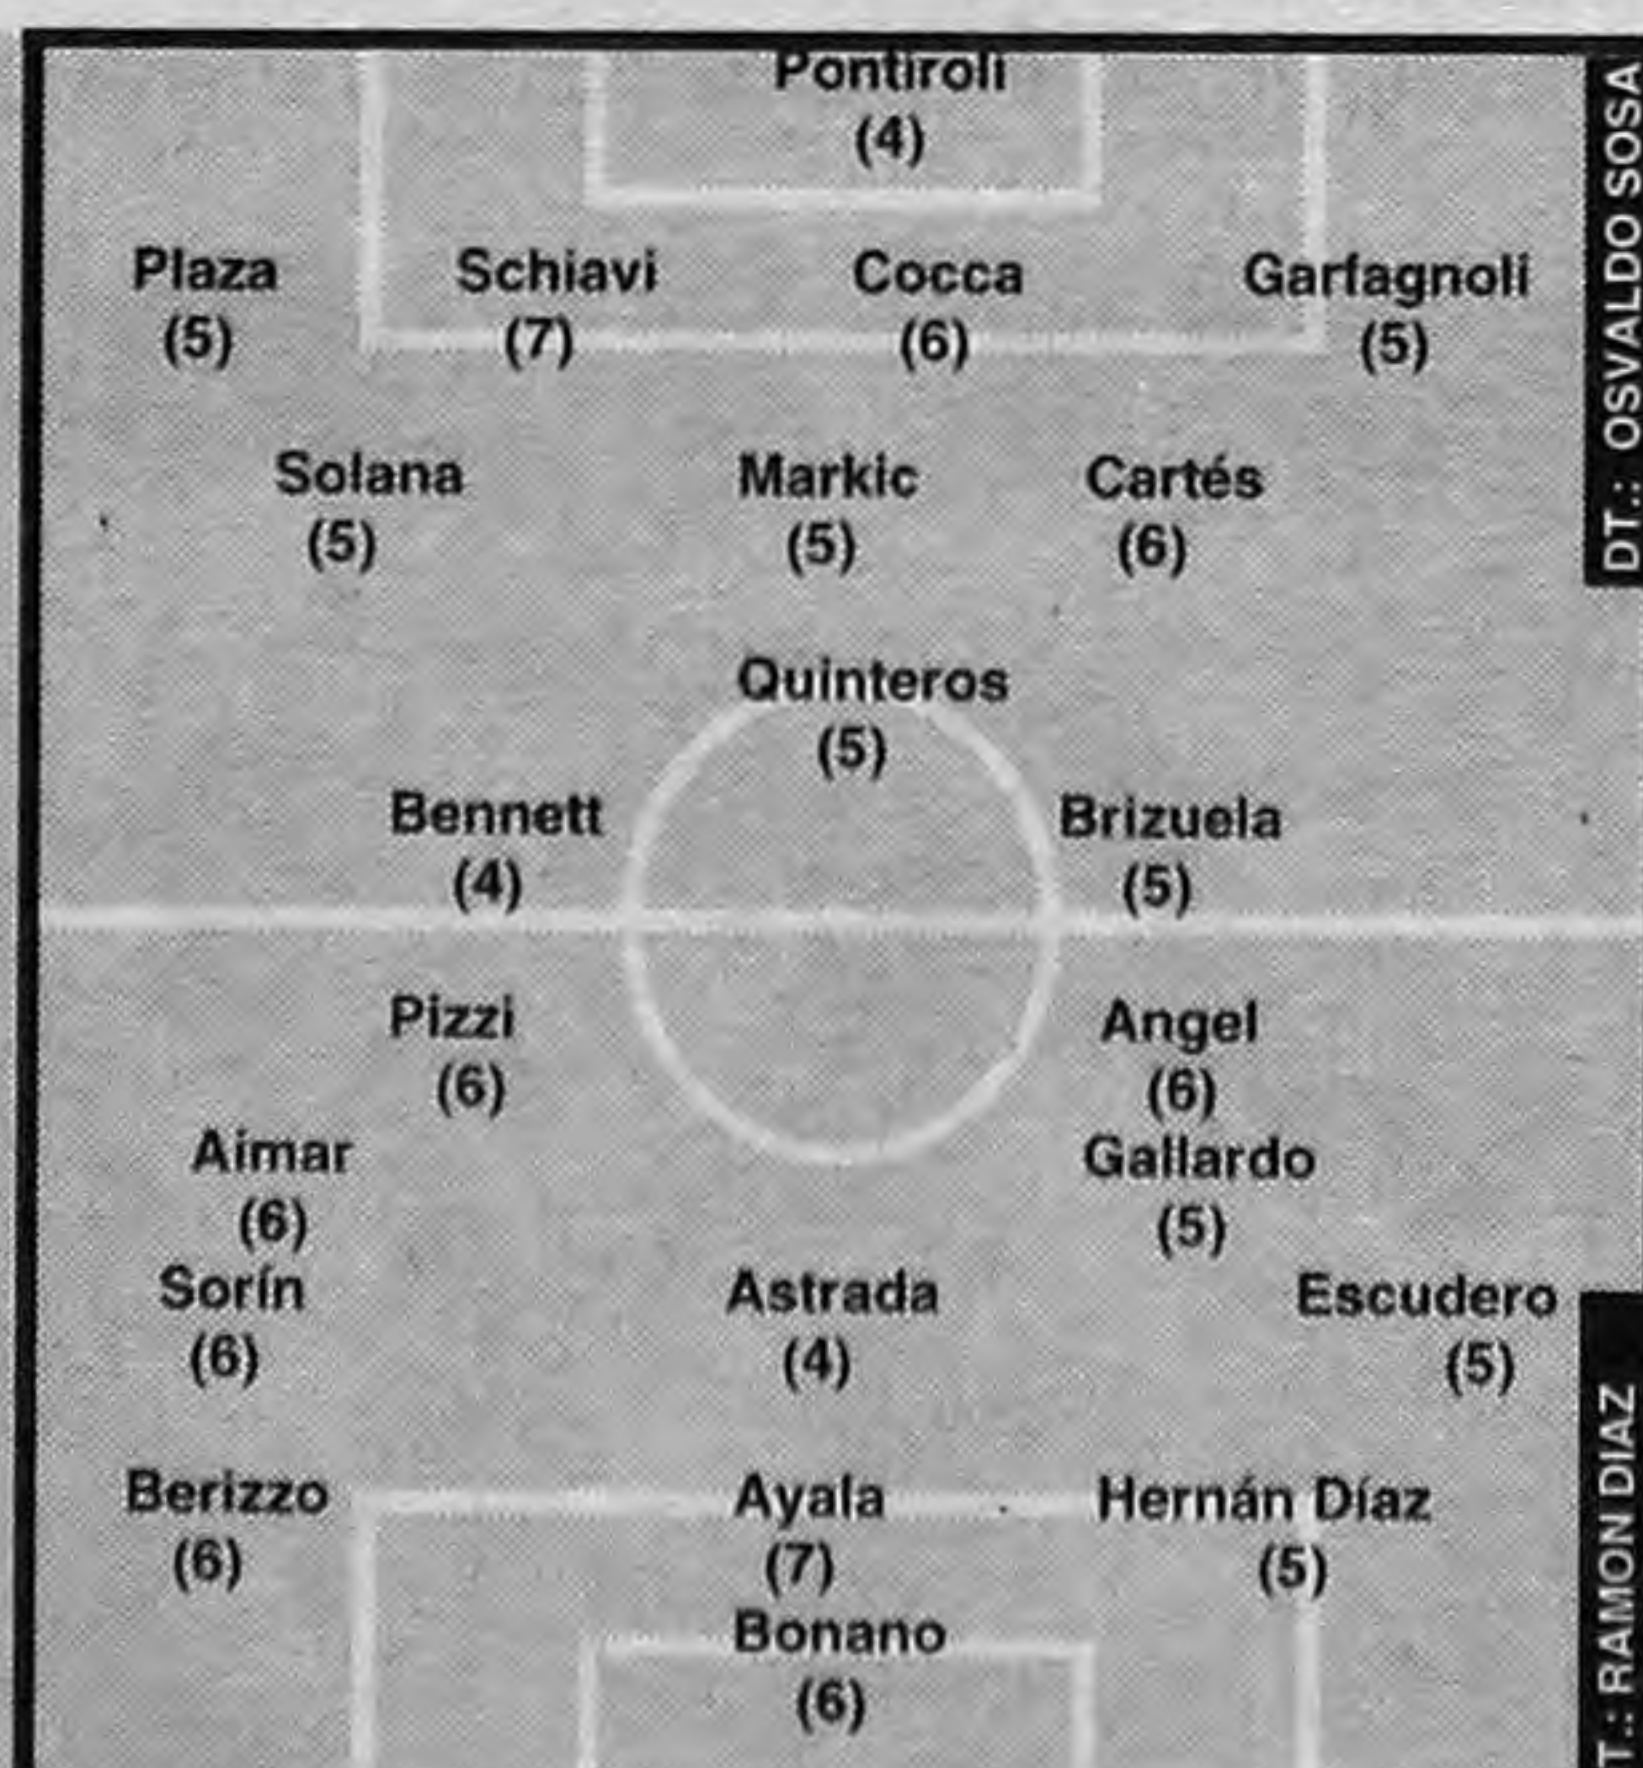 Pontiroli
(4)
Plaza Schiavi Cocca Garfagnoli
(5) (7) (6) (5)
Solana Markic Cartés
(5) (5) (6)
Quinteros
(5)
Bennett Brizuela
(4) (5)
Pizzi Angel
(6) (6)
Aimar Gallardo
(6) (5)
Sorín Astrada Escudero
(6) (4) (5)
Berizzo Ayala Hernán Díaz
(6) (7) (5)
Bonano
(6)
DT.: OSVALDO SOSA
T.: RAMON DIAZ